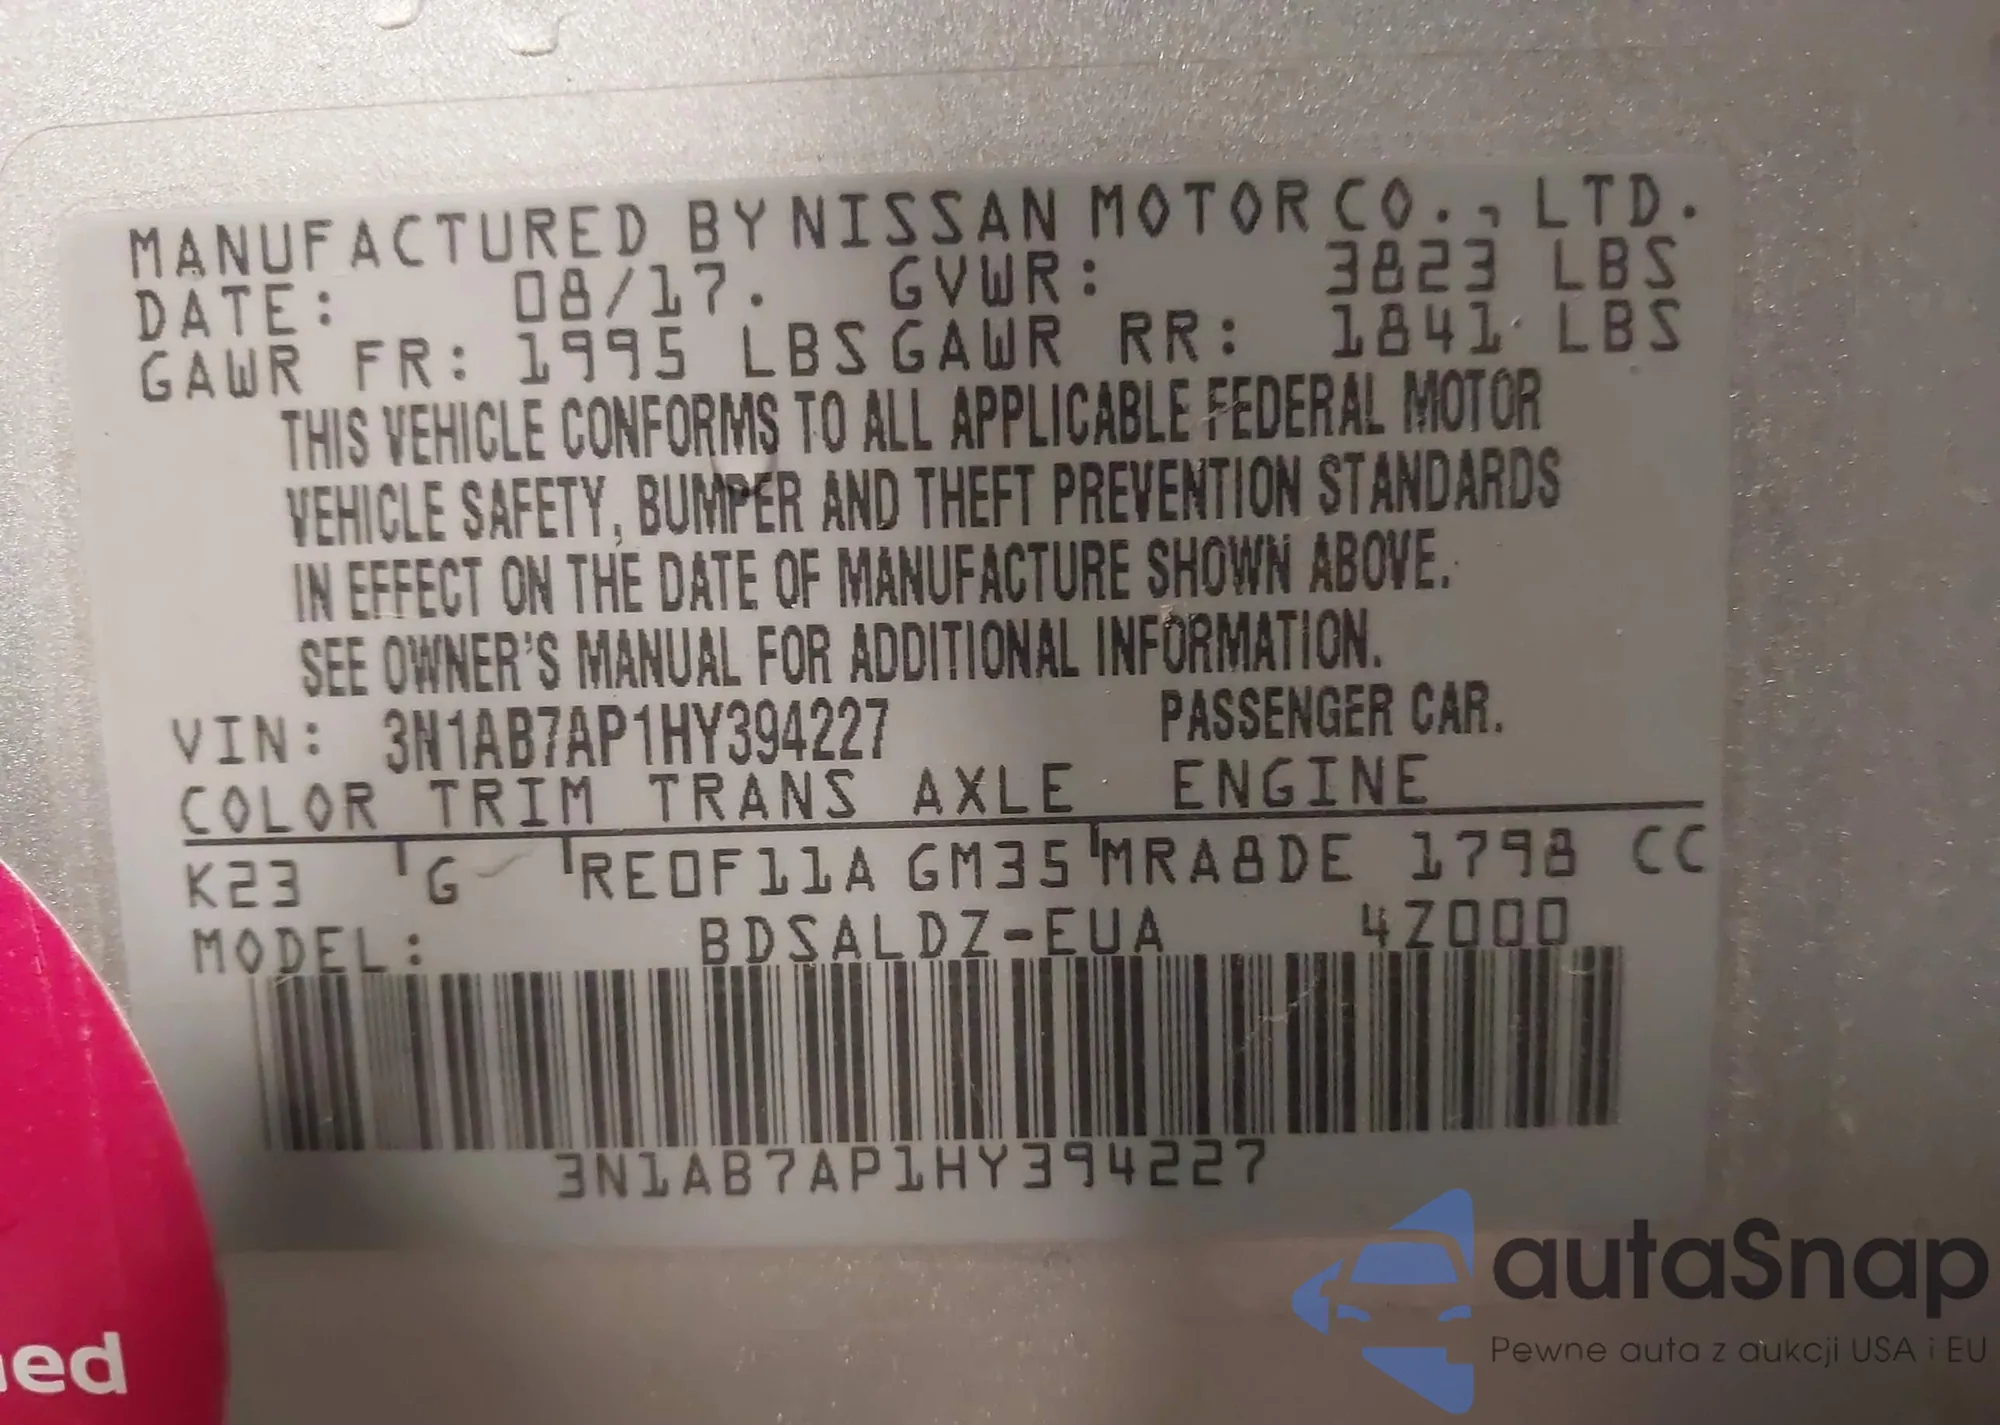 MANUFACTURED BY NISSAN MOTOR CO., LTD.
DATE: 08/17. GVWR: 3823 LBS
GAWR FR: 1995 LBS GAWR RR: 1841 LBS
THIS VEHICLE CONFORMS TO ALL APPLICABLE FEDERAL MOTOR
VEHICLE SAFETY, BUMPER AND THEFT PREVENTION STANDARDS
IN EFFECT ON THE DATE OF MANUFACTURE SHOWN ABOVE.
SEE OWNER'S MANUAL FOR ADDITIONAL INFORMATION.
VIN: 3N1AB7AP1HY394227 PASSENGER CAR.
COLOR TRIM TRANS AXLE ENGINE
K23 G RE0F11A GM35 MRA8DE 1798 CC
MODEL: BDSALDZ-EUA 4Z000
3N1AB7AP1HY394227
autaSnap
Pewne auta z aukcji USA i EU